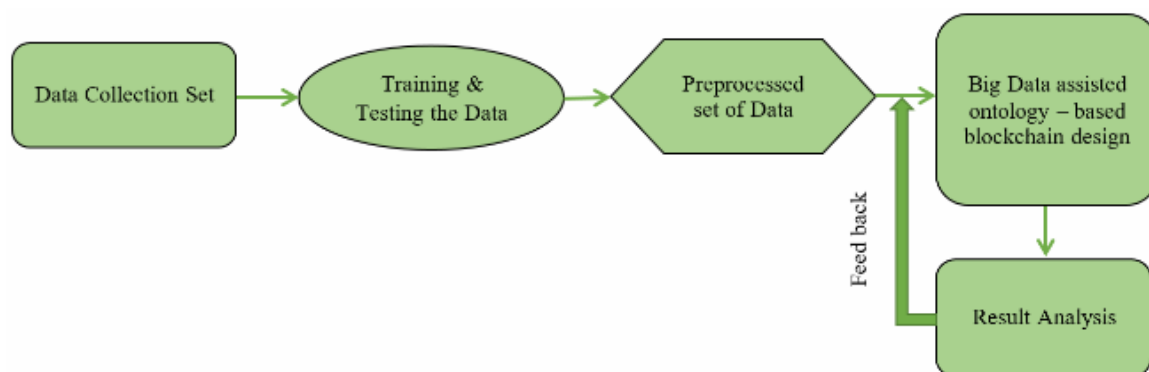 Data Collection Set
Training &
Testing the Data
Preprocessed
set of Data
Big Data assisted
ontology – based
blockchain design
Feed back
Result Analysis